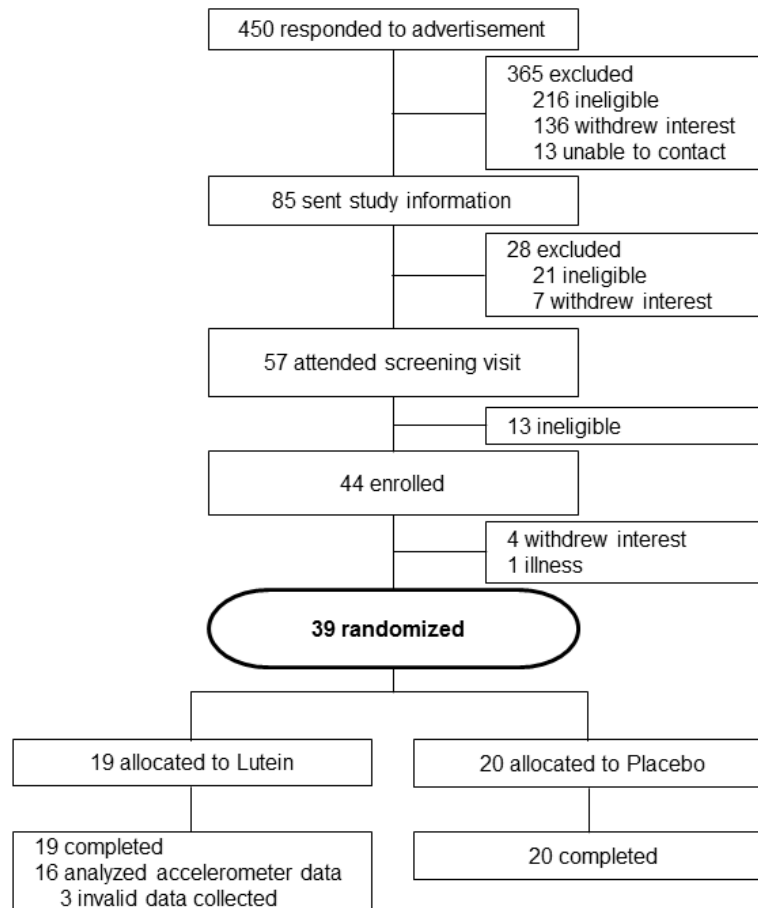 450 responded to advertisement
365 excluded
216 ineligible
136 withdrew interest
13 unable to contact
85 sent study information
28 excluded
21 ineligible
7 withdrew interest
57 attended screening visit
13 ineligible
44 enrolled
4 withdrew interest
1 illness
39 randomized
19 allocated to Lutein
20 allocated to Placebo
19 completed
16 analyzed accelerometer data
3 invalid data collected
20 completed